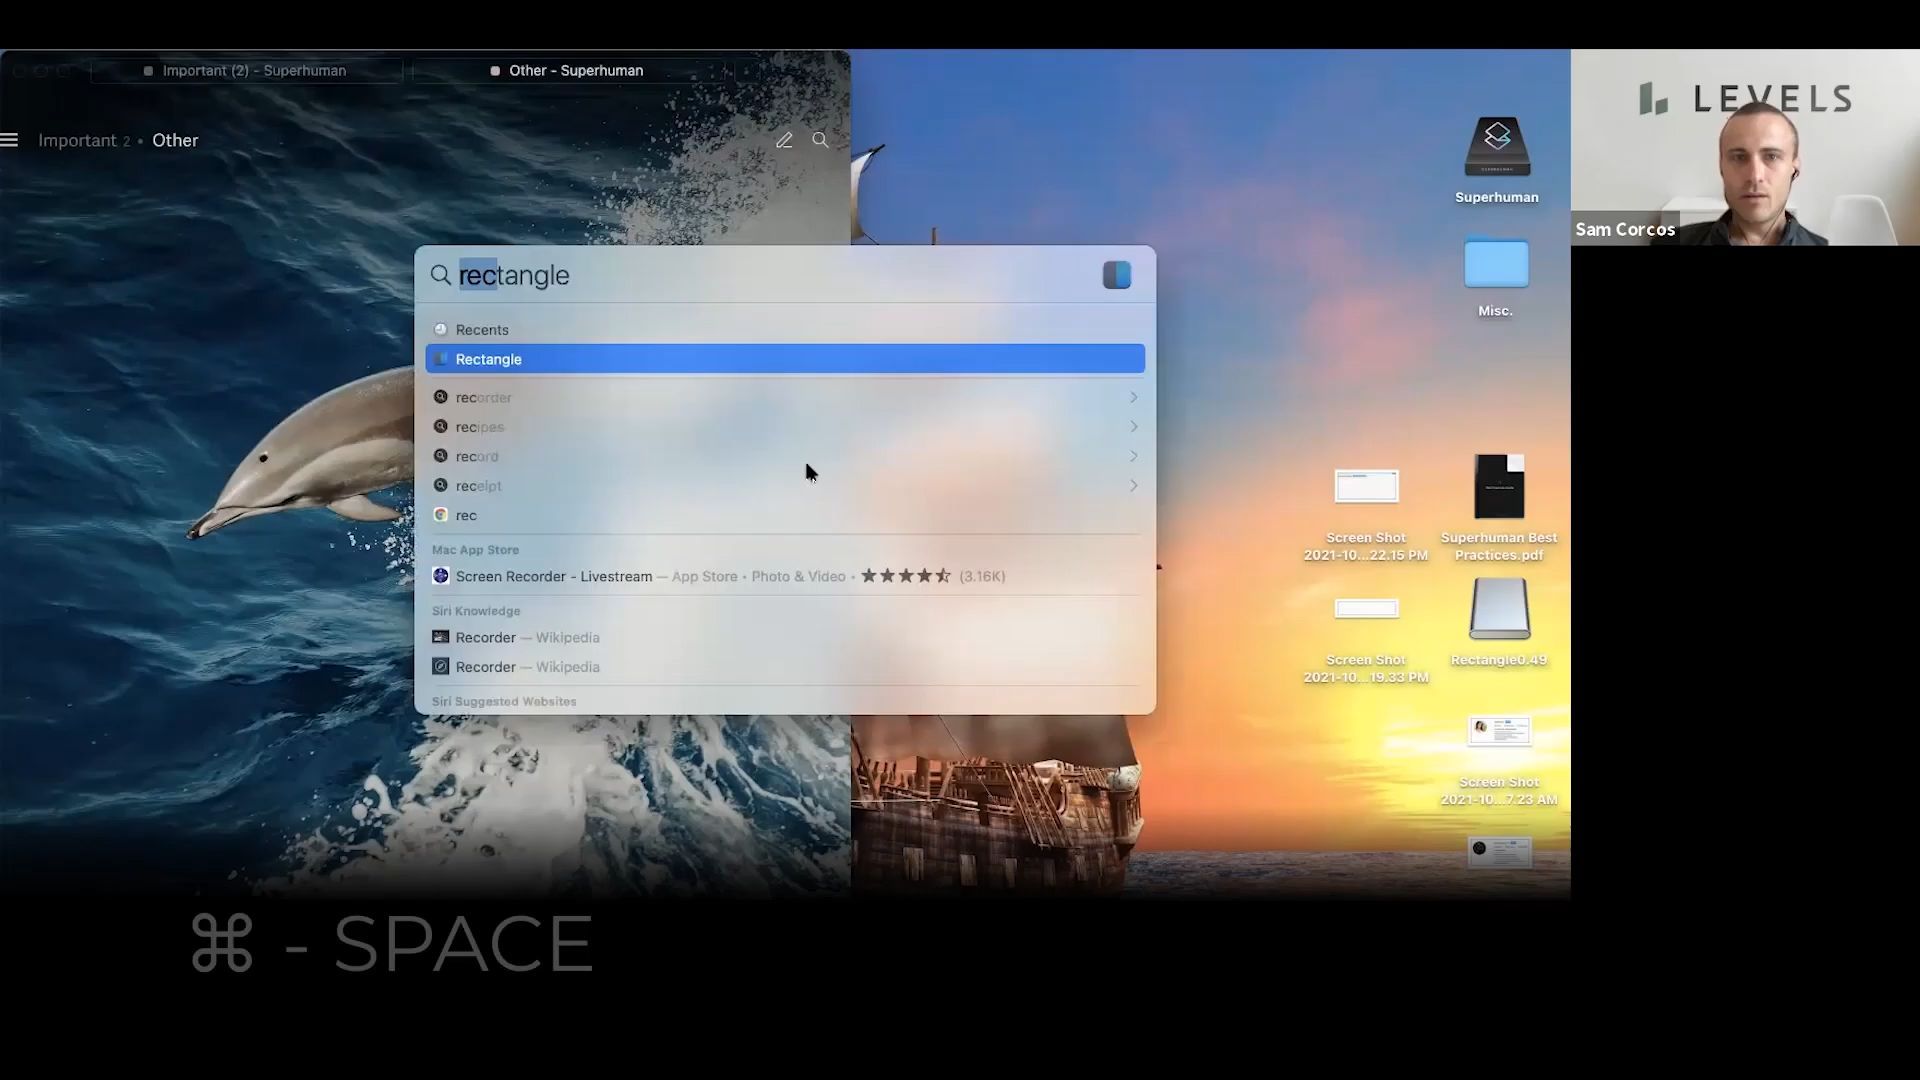 Important (2) - Superhuman
Other - Superhuman
Important 2 • Other
LEVELS
Sam Corcos
Superhuman
Misc.
rectangle
Recents
Rectangle
recorder
recipes
record
receipt
rec
Mac App Store
Screen Recorder - Livestream — App Store • Photo & Video • ★★★★⯪ (3.16K)
Siri Knowledge
Recorder — Wikipedia
Recorder — Wikipedia
Siri Suggested Websites
Screen Shot
2021-10...22.15 PM
Superhuman Best
Practices.pdf
Screen Shot
2021-10...19.33 PM
Rectangle0.49
Screen Shot
2021-10...7.23 AM
⌘ - SPACE